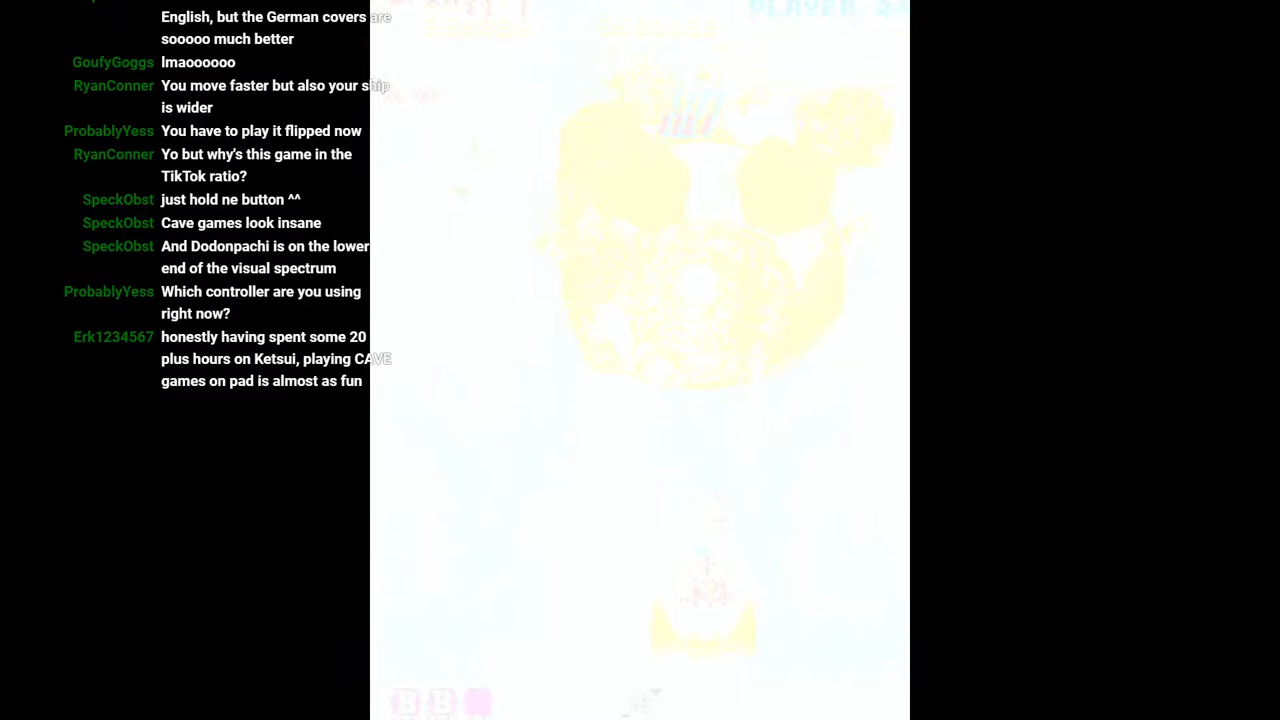 English, but the German covers are
sooooo much better
GoufyGoggs lmaoooooo
RyanConner You move faster but also your ship
is wider
ProbablyYess You have to play it flipped now
RyanConner Yo but why's this game in the
TikTok ratio?
SpeckObst just hold ne button ^^
SpeckObst Cave games look insane
SpeckObst And Dodonpachi is on the lower
end of the visual spectrum
ProbablyYess Which controller are you using
right now?
Erk1234567 honestly having spent some 20
plus hours on Ketsui, playing CAVE
games on pad is almost as fun
PLAYER 2
B B